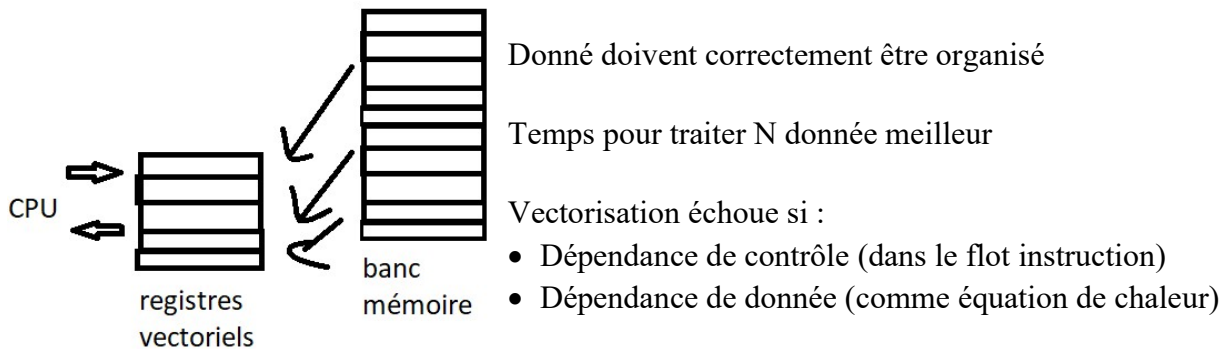 CPU
registres
vectoriels
banc
mémoire
Donné doivent correctement être organisé
Temps pour traiter N donnée meilleur
Vectorisation échoue si :
• Dépendance de contrôle (dans le flot instruction)
• Dépendance de donnée (comme équation de chaleur)